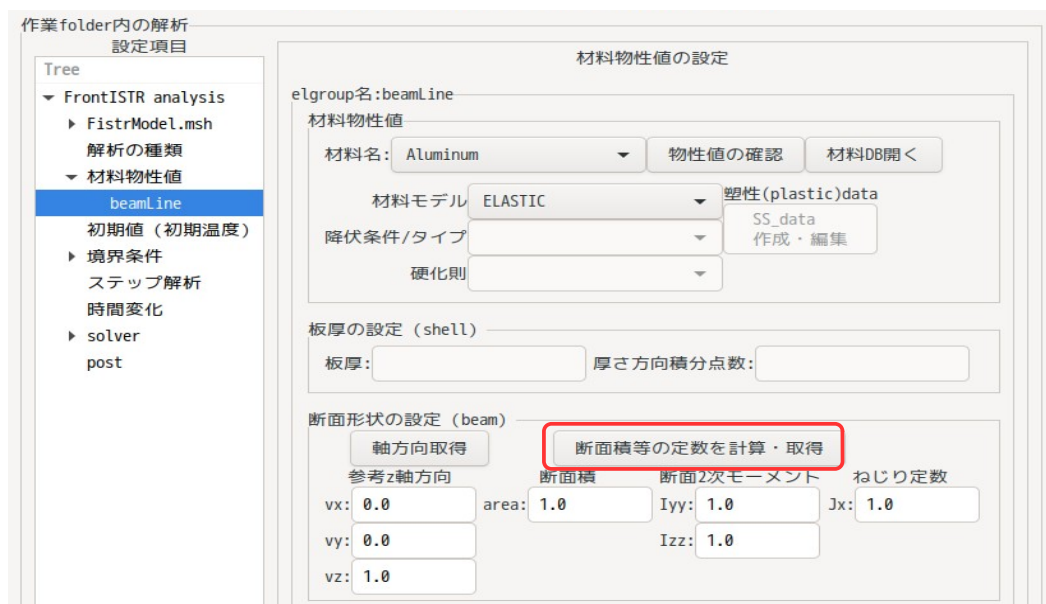 作業folder内の解析
設定項目
Tree
FrontISTR analysis
FistrModel.msh
解析の種類
材料物性値
beamLine
初期値 (初期温度)
境界条件
ステップ解析
時間変化
solver
post
材料物性値の設定
elgroup名:beamLine
材料物性値
材料名: Aluminum 物性値の確認 材料DB開く
材料モデル ELASTIC 塑性(plastic)data
降伏条件/タイプ SS_data
作成・編集
硬化則
板厚の設定 (shell)
板厚: 厚さ方向積分点数:
断面形状の設定 (beam)
軸方向取得 断面積等の定数を計算・取得
参考z軸方向 断面積 断面2次モーメント ねじり定数
vx: 0.0 area: 1.0 Iyy: 1.0 Jx: 1.0
vy: 0.0 Izz: 1.0
vz: 1.0